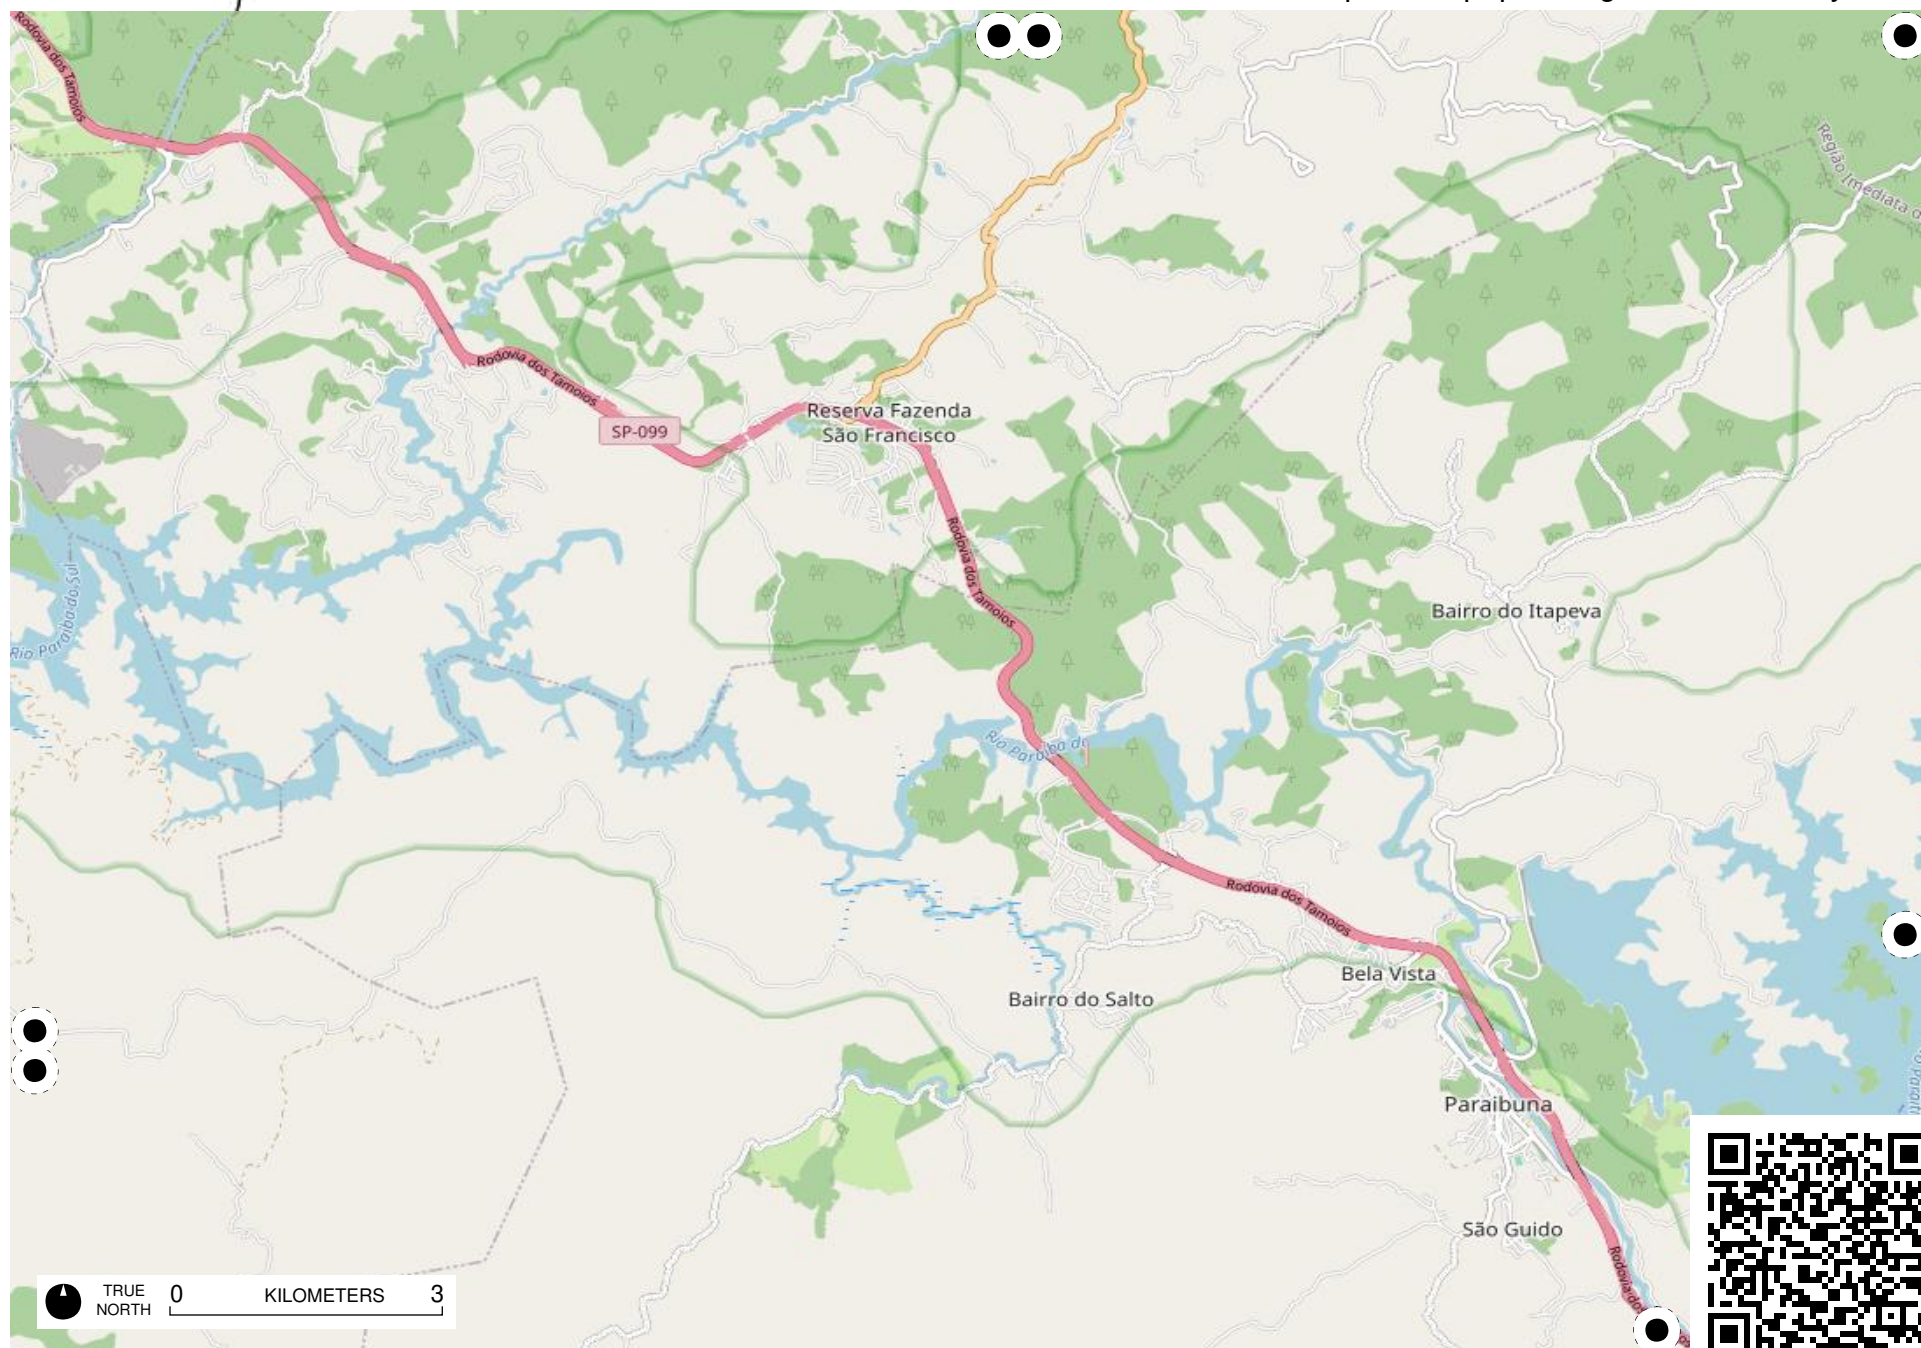 Rodovia dos Tamoios
Região Imediata d
Rodovia dos Tamoios
SP-099
Reserva Fazenda
São Francisco
Rodovia dos Tamoios
Rio Paraíba do Sul
Bairro do Itapeva
Rio Paraíba do
Rodovia dos Tamoios
Bela Vista
Bairro do Salto
Paraibuna
São Guido
Rodovia dos
TRUE
NORTH
0 KILOMETERS 3